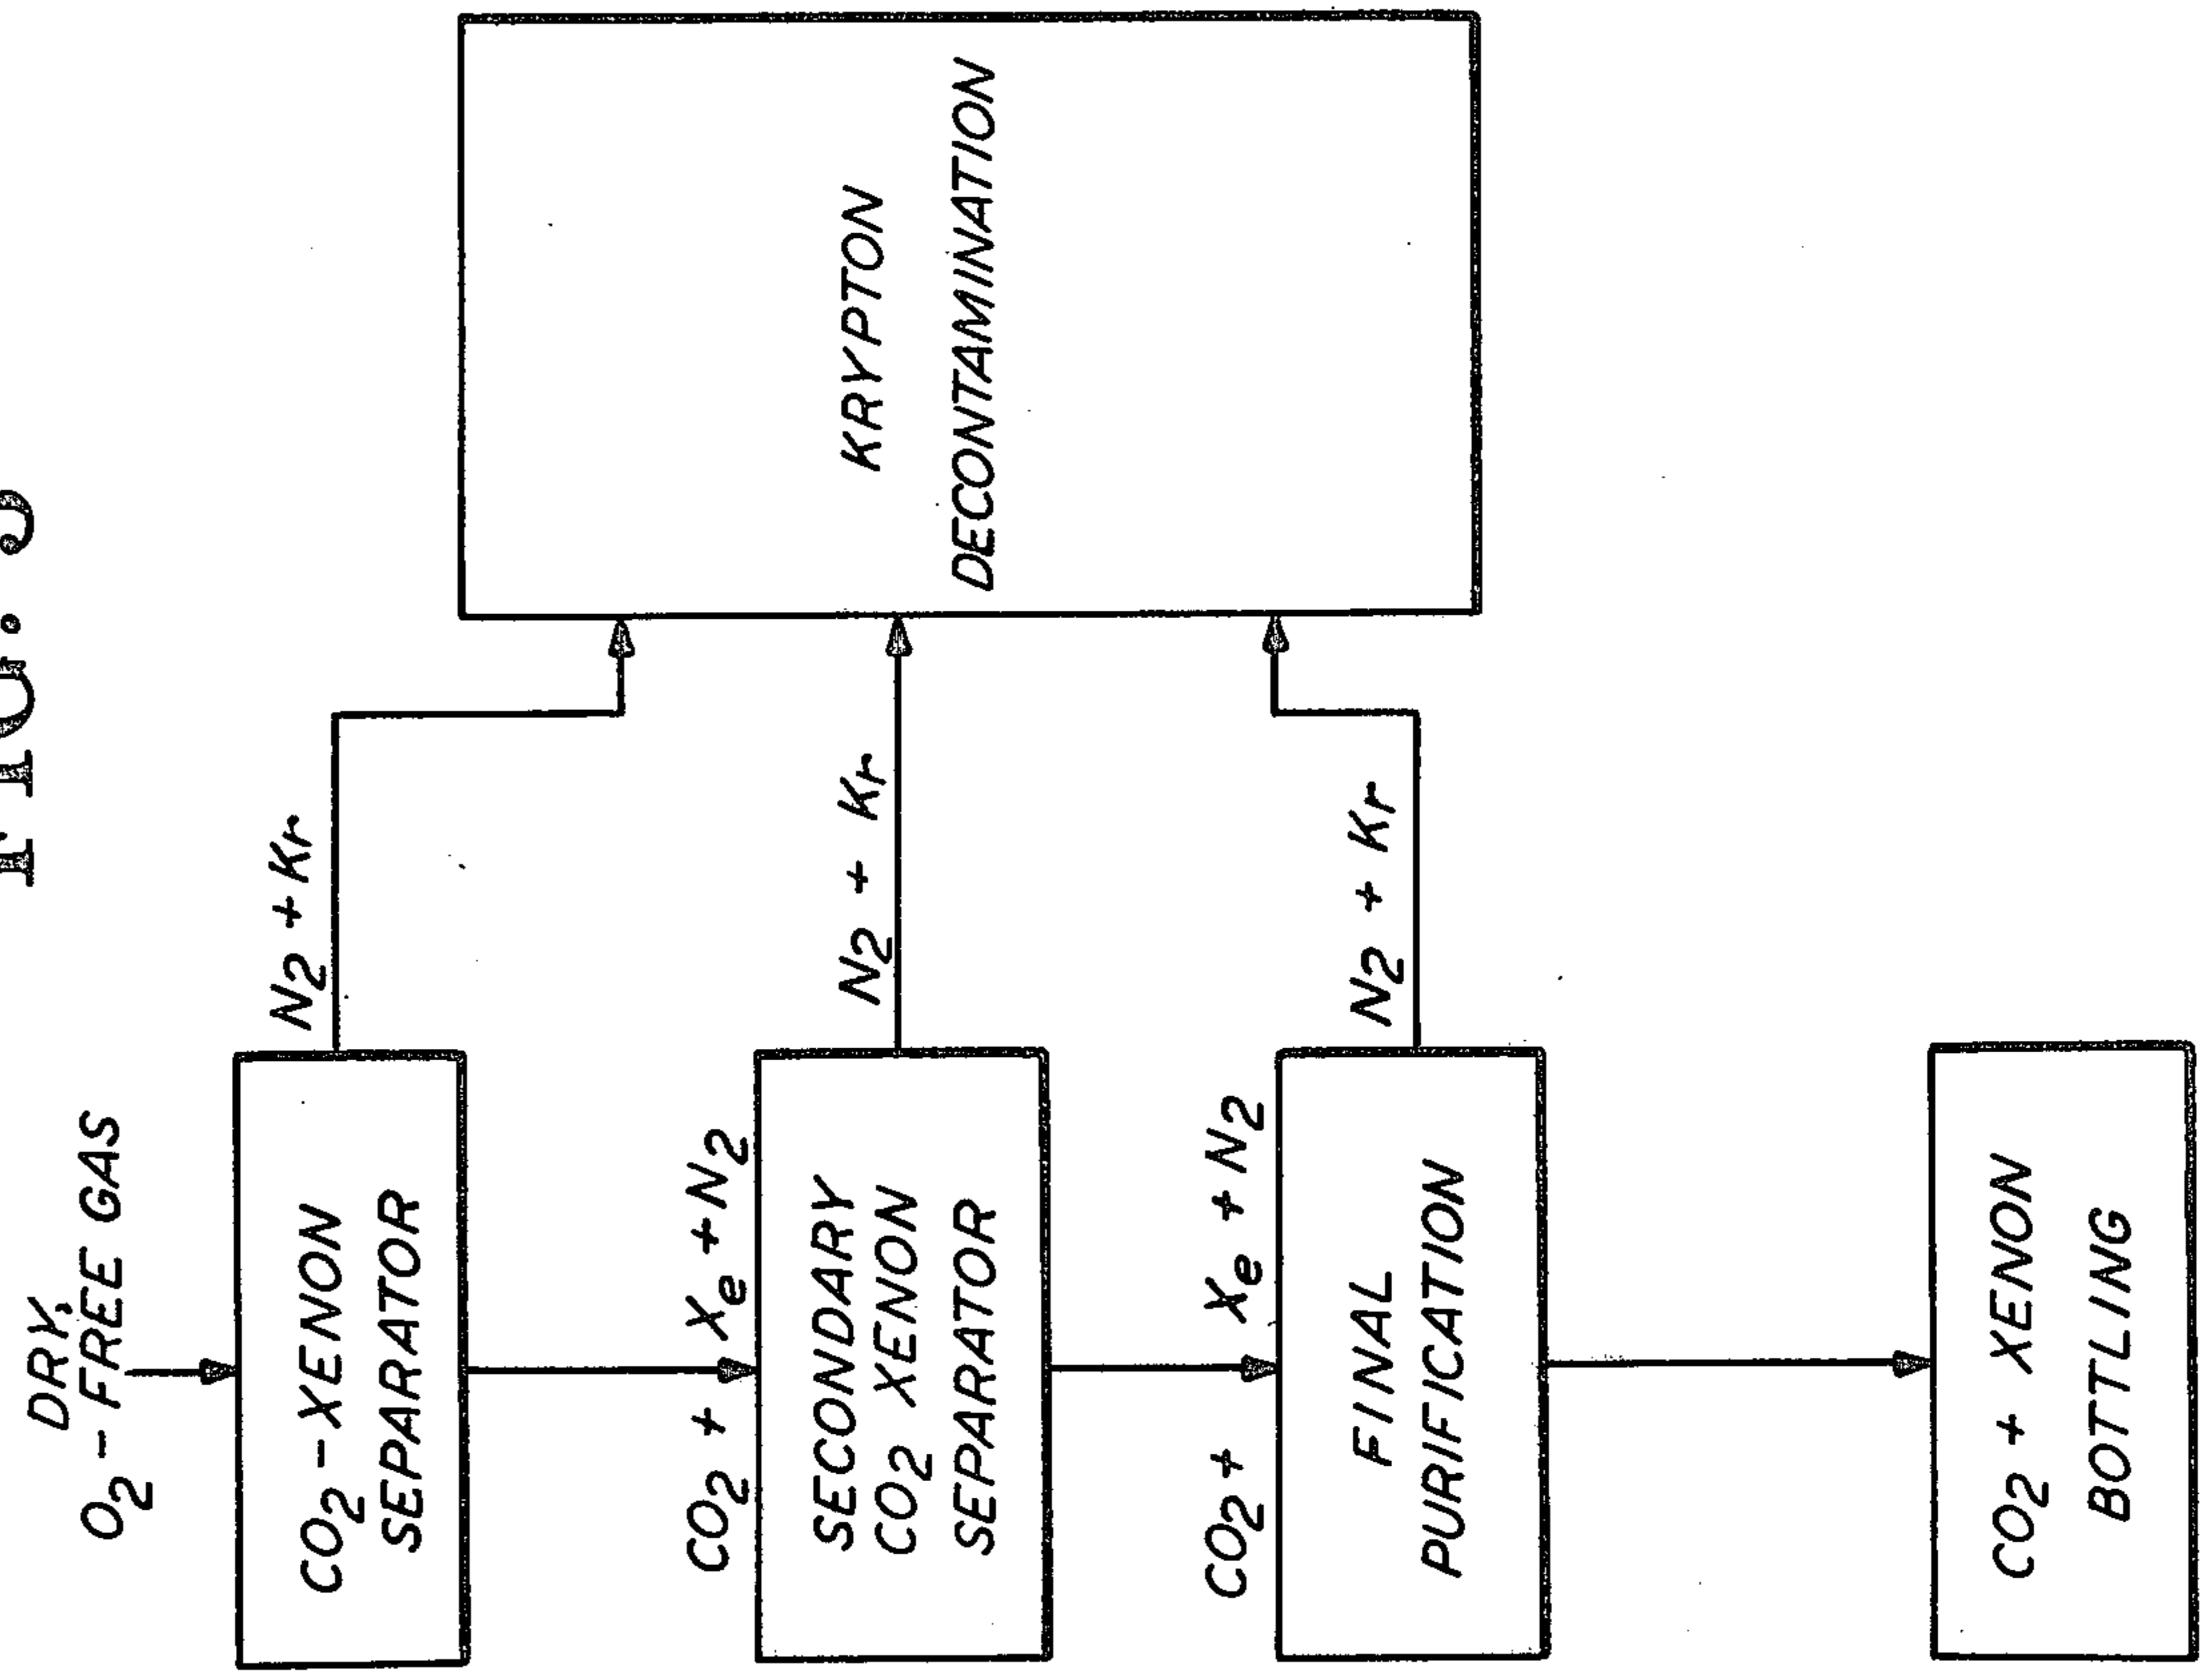 FIG.
DRY,
O2 - FREE GAS
CO2 - XENON
SEPARATOR
N2 + Kr
CO2 + Xe + N2
SECONDARY
CO2 XENON
SEPARATOR
N2 + Kr
KRYPTON
DECONTAMINATION
CO2 + Xe + N2
FINAL
PURIFICATION
N2 + Kr
CO2 + XENON
BOTTLING